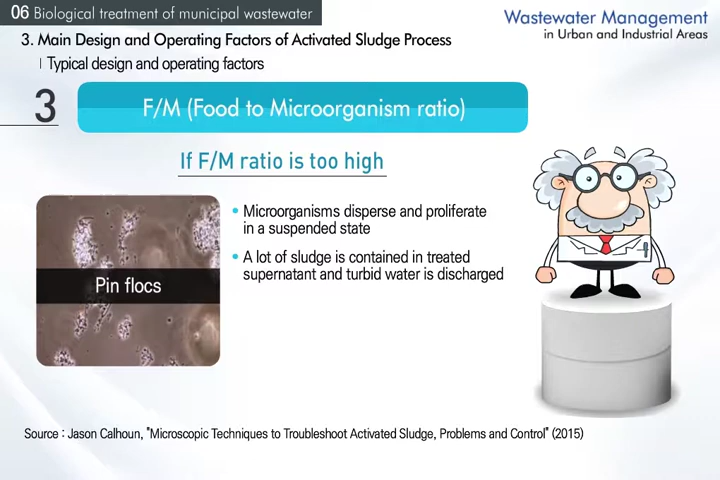 06 Biological treatment of municipal wastewater
Wastewater Management
in Urban and Industrial Areas
3. Main Design and Operating Factors of Activated Sludge Process
| Typical design and operating factors
3
F/M (Food to Microorganism ratio)
If F/M ratio is too high
• Microorganisms disperse and proliferate
in a suspended state
• A lot of sludge is contained in treated
supernatant and turbid water is discharged
Pin flocs
Source : Jason Calhoun, "Microscopic Techniques to Troubleshoot Activated Sludge, Problems and Control" (2015)